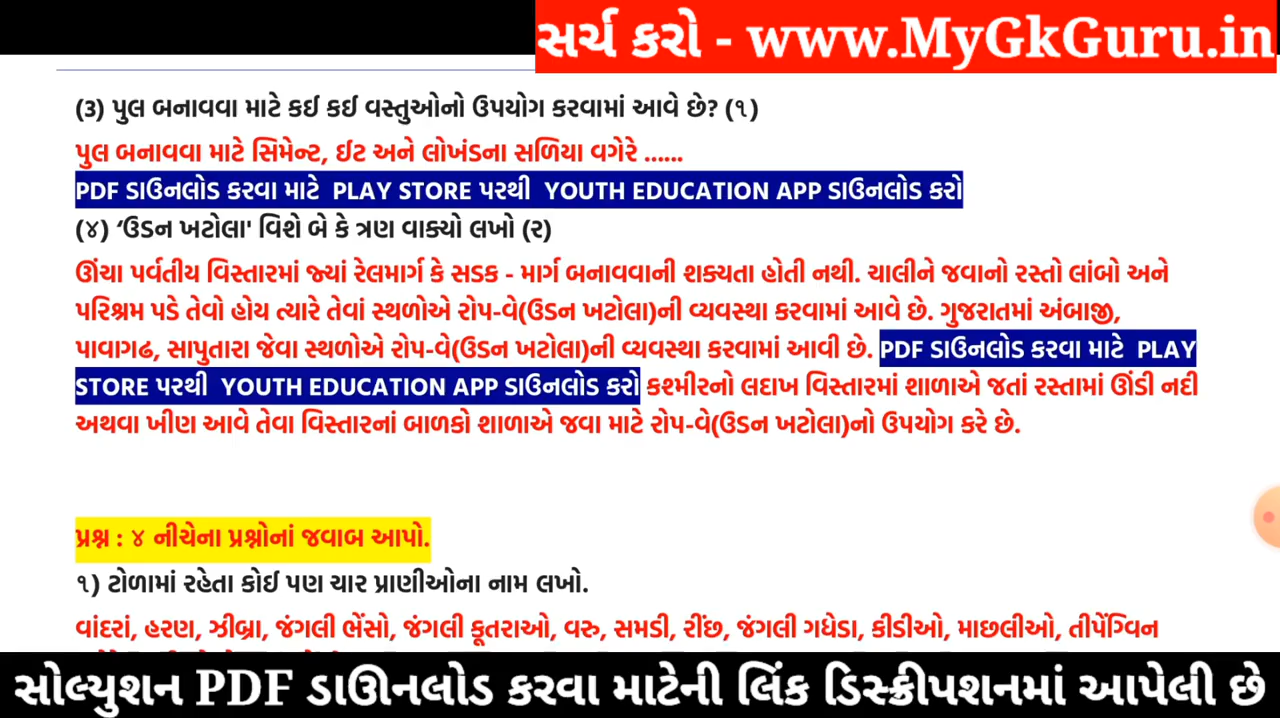 સર્ચ કરો - www.MyGkGuru.in
(૩) પુલ બનાવવા માટે કઈ કઈ વસ્તુઓનો ઉપયોગ કરવામાં આવે છે? (૧)
પુલ બનાવવા માટે સિમેન્ટ, ઈંટ અને લોખંડના સળિયા વગેરે ......
PDF ડાઉનલોડ કરવા માટે PLAY STORE પરથી YOUTH EDUCATION APP ડાઉનલોડ કરો
(૪) ‘ઉડન ખટોલા' વિશે બે કે ત્રણ વાક્યો લખો (૨)
ઊંચા પર્વતીય વિસ્તારમાં જ્યાં રેલમાર્ગ કે સડક - માર્ગ બનાવવાની શક્યતા હોતી નથી. ચાલીને જવાનો રસ્તો લાંબો અને
પરિશ્રમ પડે તેવો હોય ત્યારે તેવાં સ્થળોએ રોપ-વે(ઉડન ખટોલા)ની વ્યવસ્થા કરવામાં આવે છે. ગુજરાતમાં અંબાજી,
પાવાગઢ, સાપુતારા જેવા સ્થળોએ રોપ-વે(ઉડન ખટોલા)ની વ્યવસ્થા કરવામાં આવી છે. PDF ડાઉનલોડ કરવા માટે PLAY
STORE પરથી YOUTH EDUCATION APP ડાઉનલોડ કરો કશ્મીરનો લદાખ વિસ્તારમાં શાળાએ જતાં રસ્તામાં ઊંડી નદી
અથવા ખીણ આવે તેવા વિસ્તારનાં બાળકો શાળાએ જવા માટે રોપ-વે(ઉડન ખટોલા)નો ઉપયોગ કરે છે.
પ્રશ્ન : ૪ નીચેના પ્રશ્નોનાં જવાબ આપો.
૧) ટોળામાં રહેતા કોઈ પણ ચાર પ્રાણીઓના નામ લખો.
વાંદરાં, હરણ, ઝીબ્રા, જંગલી ભેંસો, જંગલી કૂતરાઓ, વરુ, સમડી, રીંછ, જંગલી ગધેડા, કીડીઓ, માછલીઓ, તીપેંગ્વિન
સોલ્યુશન PDF ડાઊનલોડ કરવા માટેની લિંક ડિસ્ક્રીપશનમાં આપેલી છે